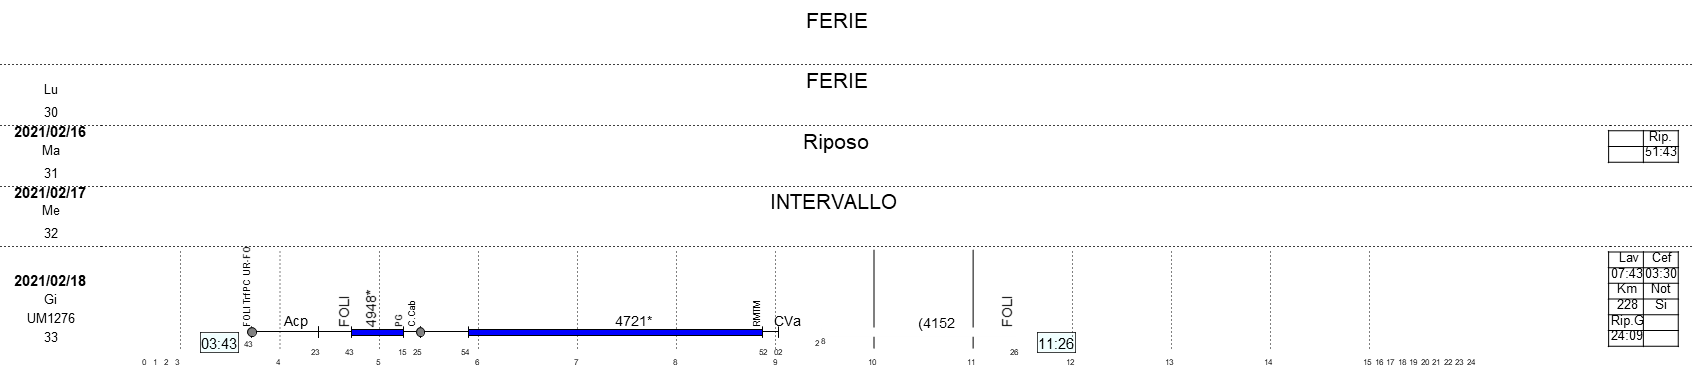 FERIE
FERIE
Lu
30
2021/02/16
Ma
31
Riposo
Rip.
51:43
2021/02/17
Me
32
INTERVALLO
2021/02/18
Gi
UM1276
33
03:43
FOLI TrfPC UR-FO
43
Acp
23
FOLI
43
4948*
PG
15
C.Cab
25
54
4721*
RMTM
52
CVa
02
28
(4152
FOLI
26
11:26
Lav Cef
07:43 03:30
Km Not
228 Si
Rip.G
24:09
0 1 2 3 4 5 6 7 8 9 10 11 12 13 14 15 16 17 18 19 20 21 22 23 24